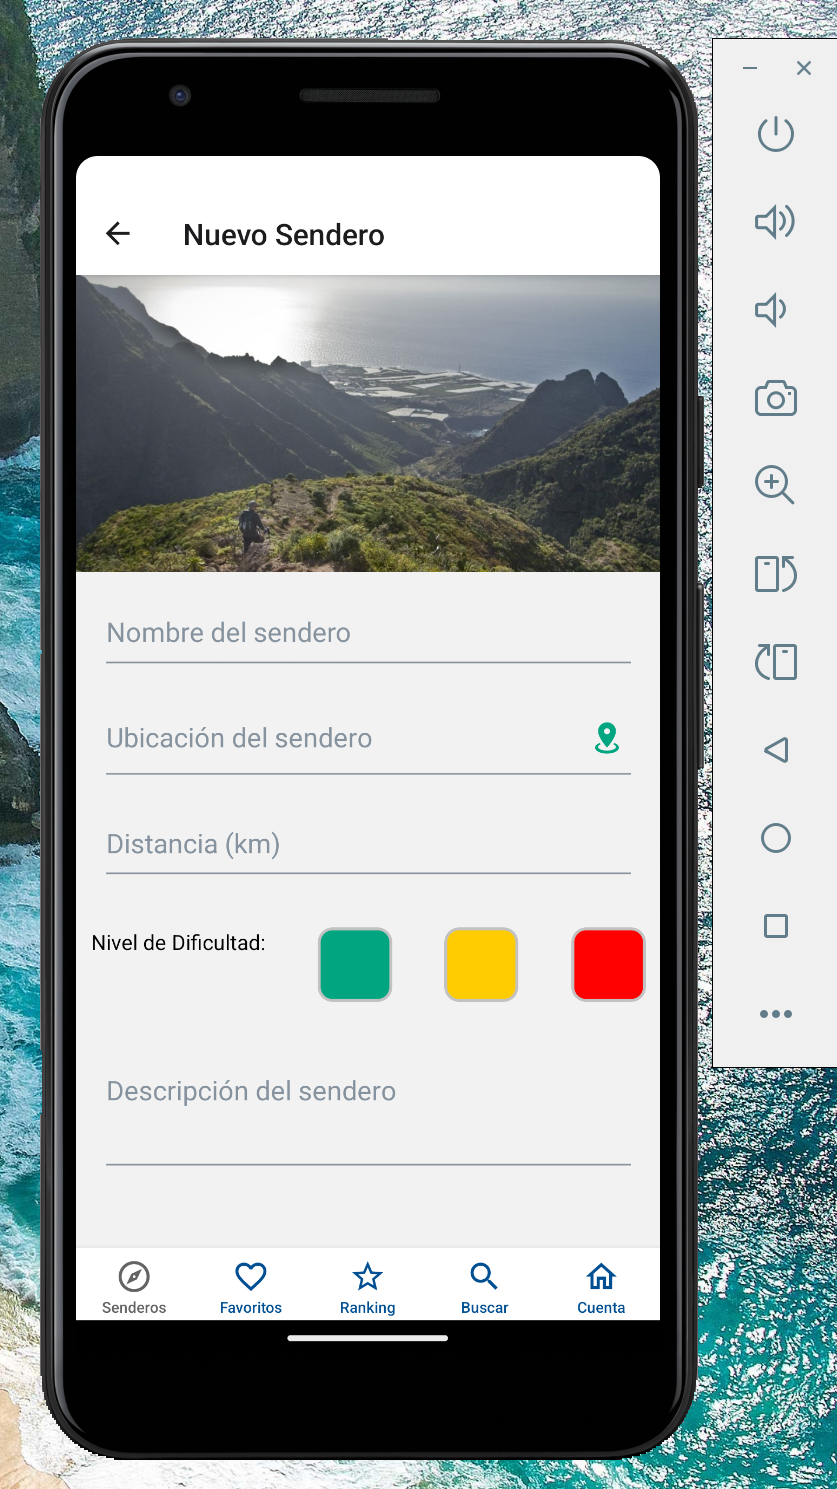 Nuevo Sendero
Nombre del sendero
Ubicación del sendero
Distancia (km)
Nivel de Dificultad:
Descripción del sendero
Senderos Favoritos Ranking Buscar Cuenta